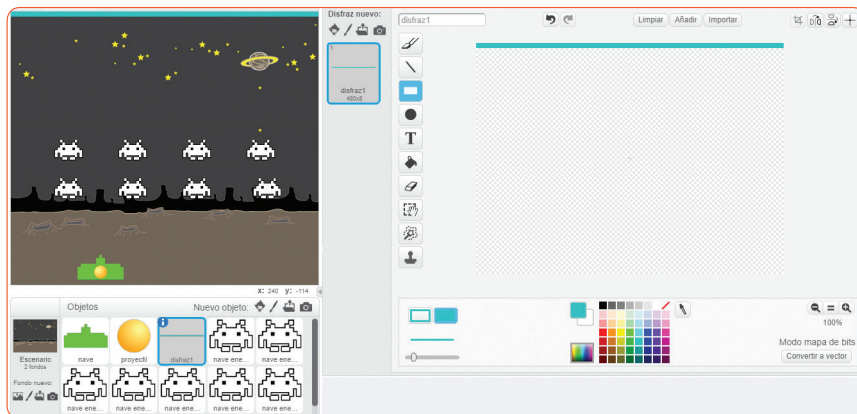 Disfraz nuevo:
1
disfraz1
480x8
disfraz1
Limpiar
Añadir
Importar
T
x: 240 y: -114
Objetos
Nuevo objeto:
Escenario
2 fondos
Fondo nuevo:
nave
proyectil
disfraz1
nave ene...
nave ene...
nave ene...
nave ene...
nave ene...
nave ene...
nave ene...
100%
Modo mapa de bits
Convertir a vector